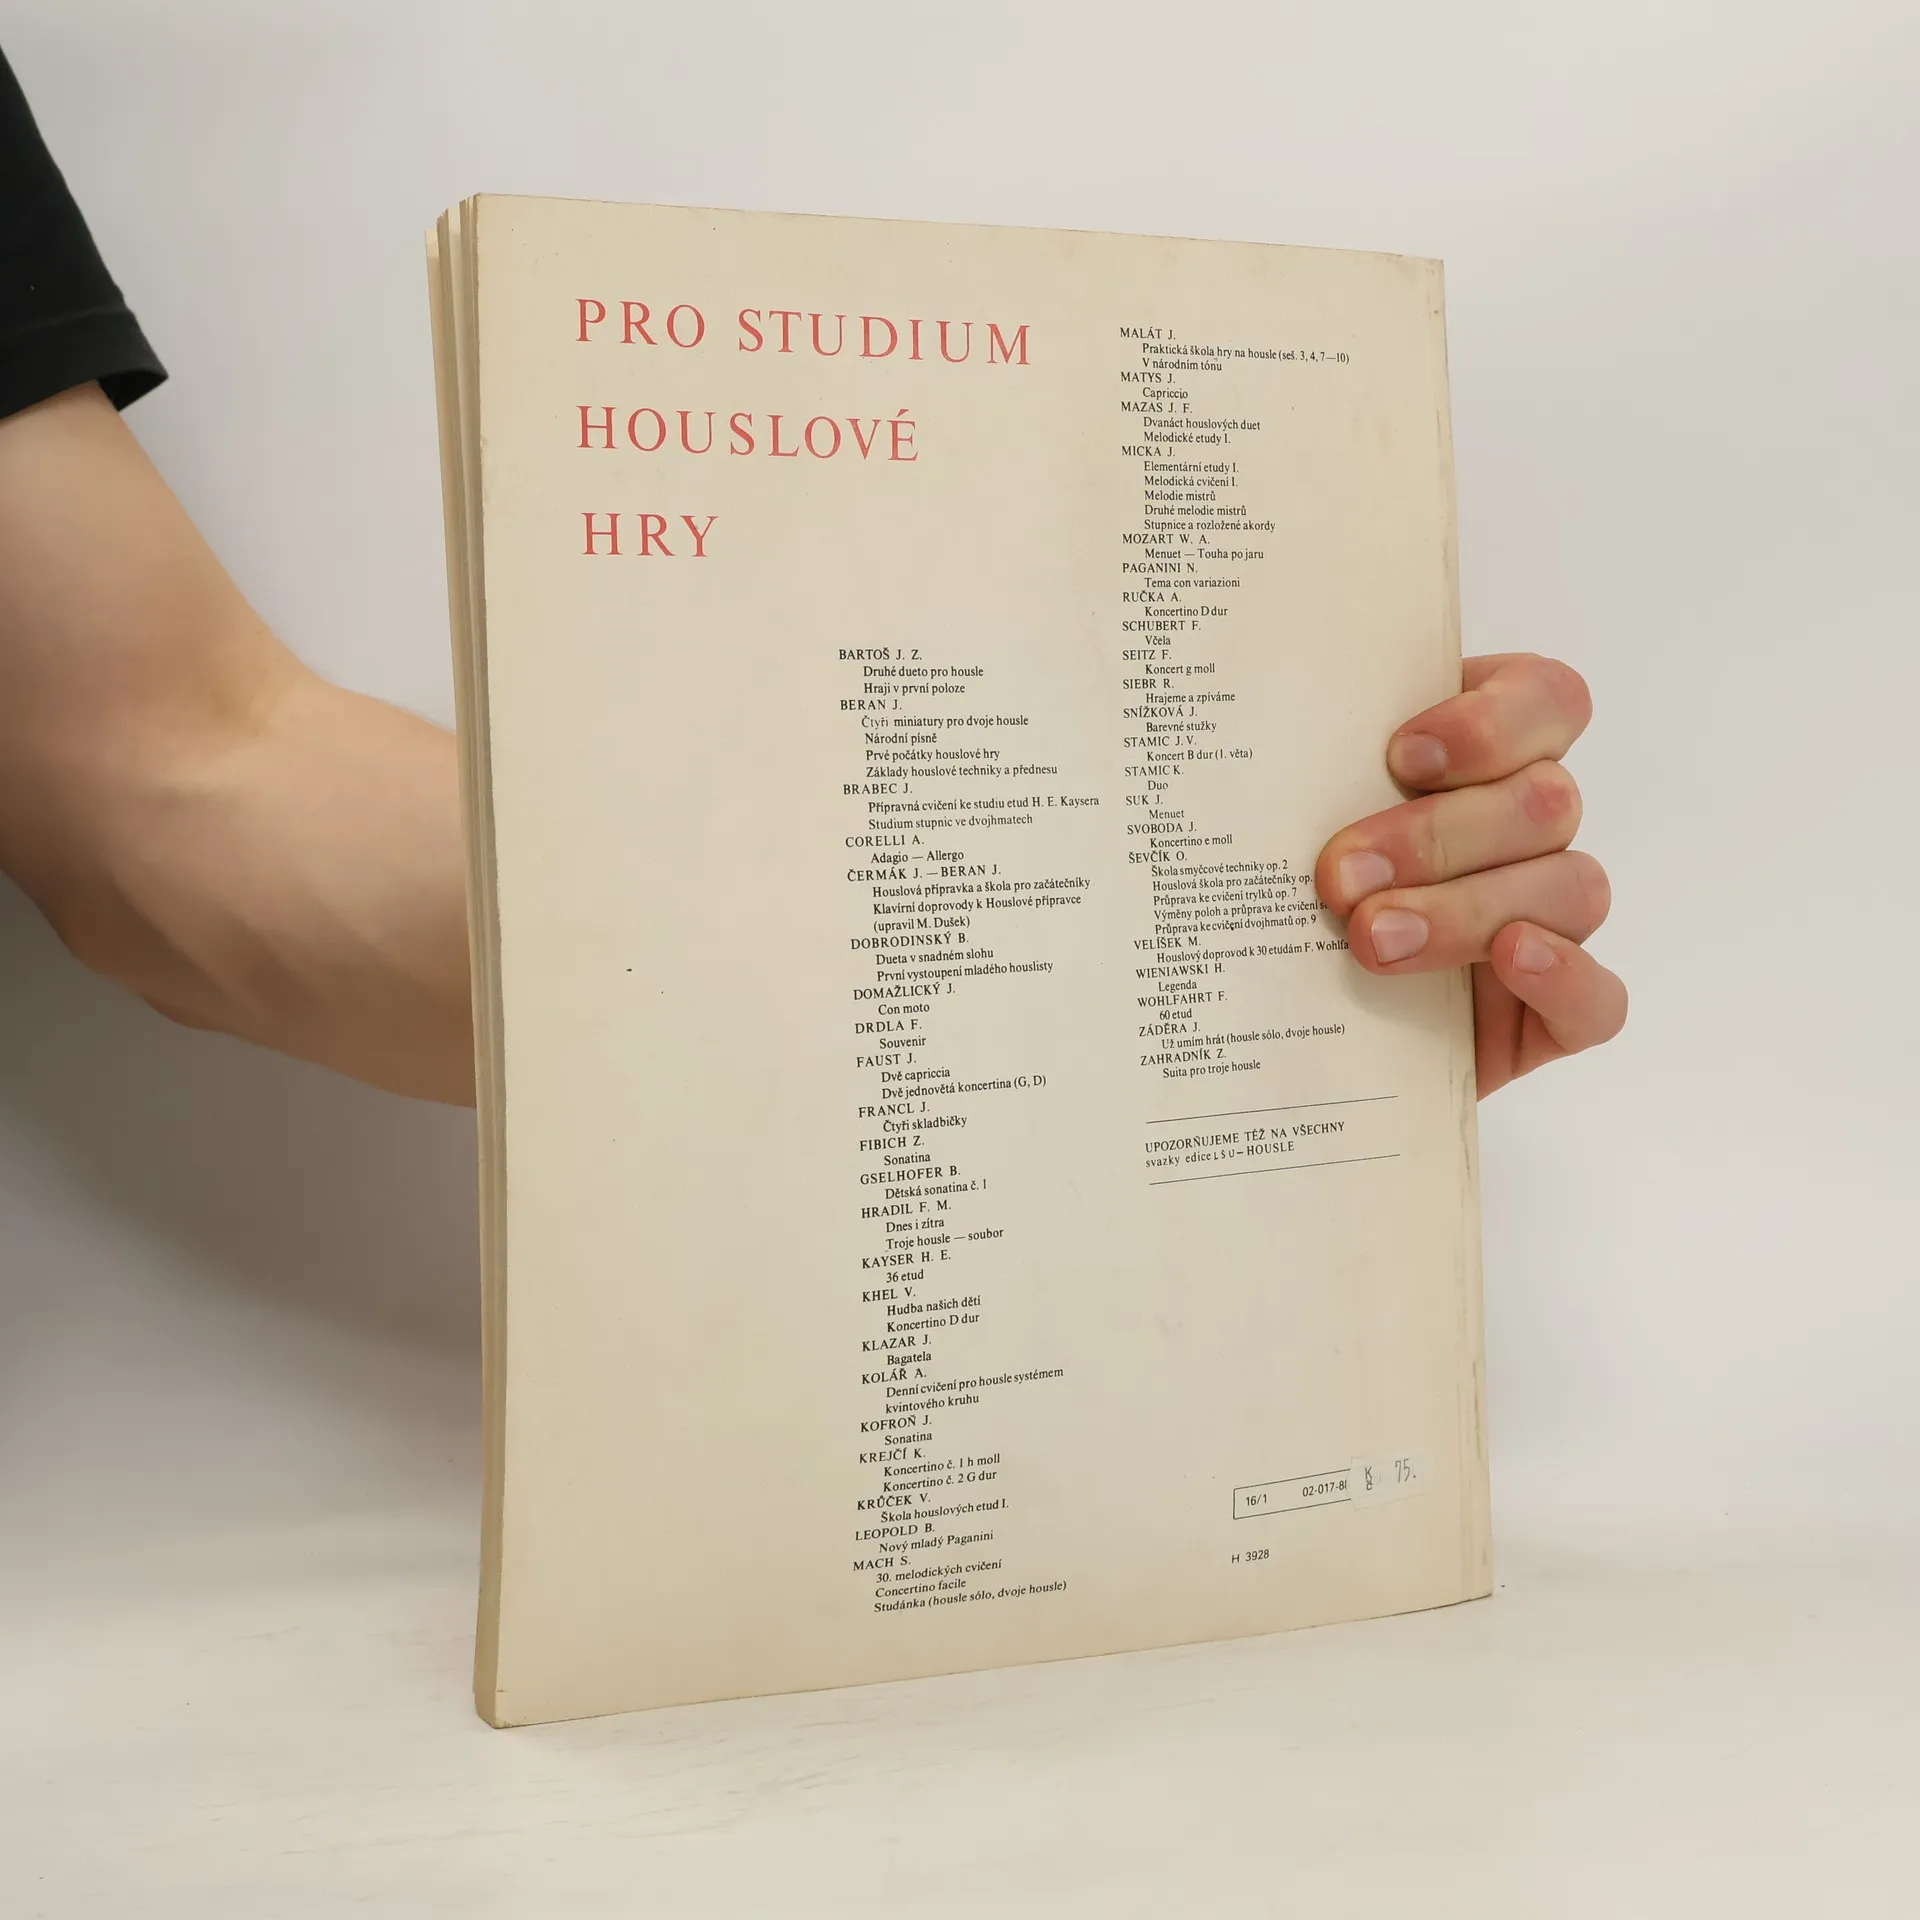 PRO STUDIUM
HOUSLOVÉ
HRY
BARTOŠ J. Z.
Druhé dueto pro housle
Hraji v první poloze
BERAN J.
Čtyři miniatury pro dvoje housle
Národní písně
Prvé počátky houslové hry
Základy houslové techniky a přednesu
BRABEC J.
Přípravná cvičení ke studiu etud H. E. Kaysera
Studium stupnic ve dvojhmatech
CORELLI A.
Adagio — Allergo
ČERMÁK J. — BERAN J.
Houslová přípravka a škola pro začátečníky
Klavírní doprovody k Houslové přípravce
(upravil M. Dušek)
DOBRODINSKÝ B.
Dueta v snadném slohu
První vystoupení mladého houslisty
DOMAŽLICKÝ J.
Con moto
DRDLA F.
Souvenir
FAUST J.
Dvě capriccia
Dvě jednovětá koncertina (G, D)
FRANCL J.
Čtyři skladbičky
FIBICH Z.
Sonatina
GSELHOFER B.
Dětská sonatina č. 1
HRADIL F. M.
Dnes i zítra
Troje housle — soubor
KAYSER H. E.
36 etud
KHEL V.
Hudba našich dětí
Koncertino D dur
KLAZAR J.
Bagatela
KOLÁŘ A.
Denní cvičení pro housle systémem
kvintového kruhu
KOFROŇ J.
Sonatina
KREJČÍ K.
Koncertino č. 1 h moll
Koncertino č. 2 G dur
KRŮČEK V.
Škola houslových etud I.
LEOPOLD B.
Nový mladý Paganini
MACH S.
30. melodických cvičení
Concertino facile
Studánka (housle sólo, dvoje housle)
MALÁT J.
Praktická škola hry na housle (seš. 3, 4, 7—10)
V národním tónu
MATYS J.
Capriccio
MAZAS J. F.
Dvanáct houslových duet
Melodické etudy I.
MICKA J.
Elementární etudy I.
Melodická cvičení I.
Melodie mistrů
Druhé melodie mistrů
Stupnice a rozložené akordy
MOZART W. A.
Menuet — Touha po jaru
PAGANINI N.
Tema con variazioni
RUČKA A.
Koncertino D dur
SCHUBERT F.
Včela
SEITZ F.
Koncert g moll
SIEBR R.
Hrajeme a zpíváme
SNÍŽKOVÁ J.
Barevné stužky
STAMIC J. V.
Koncert B dur (1. věta)
STAMIC K.
Duo
SUK J.
Menuet
SVOBODA J.
Koncertino e moll
ŠEVČÍK O.
Škola smyčcové techniky op. 2
Houslová škola pro začátečníky op.
Průprava ke cvičení trylků op. 7
Výměny poloh a průprava ke cvičení
Průprava ke cvičení dvojhmatů op. 9
VELÍŠEK M.
Houslový doprovod k 30 etudám F. Wohlfa
WIENIAWSKI H.
Legenda
WOHLFAHRT F.
60 etud
ZÁDĚRA J.
Už umím hrát (housle sólo, dvoje housle)
ZAHRADNÍK Z.
Suita pro troje housle
UPOZORŇUJEME TÉŽ NA VŠECHNY
svazky edice LŠU — HOUSLE
16/1 02-017-8
Kč 75.
H 3928